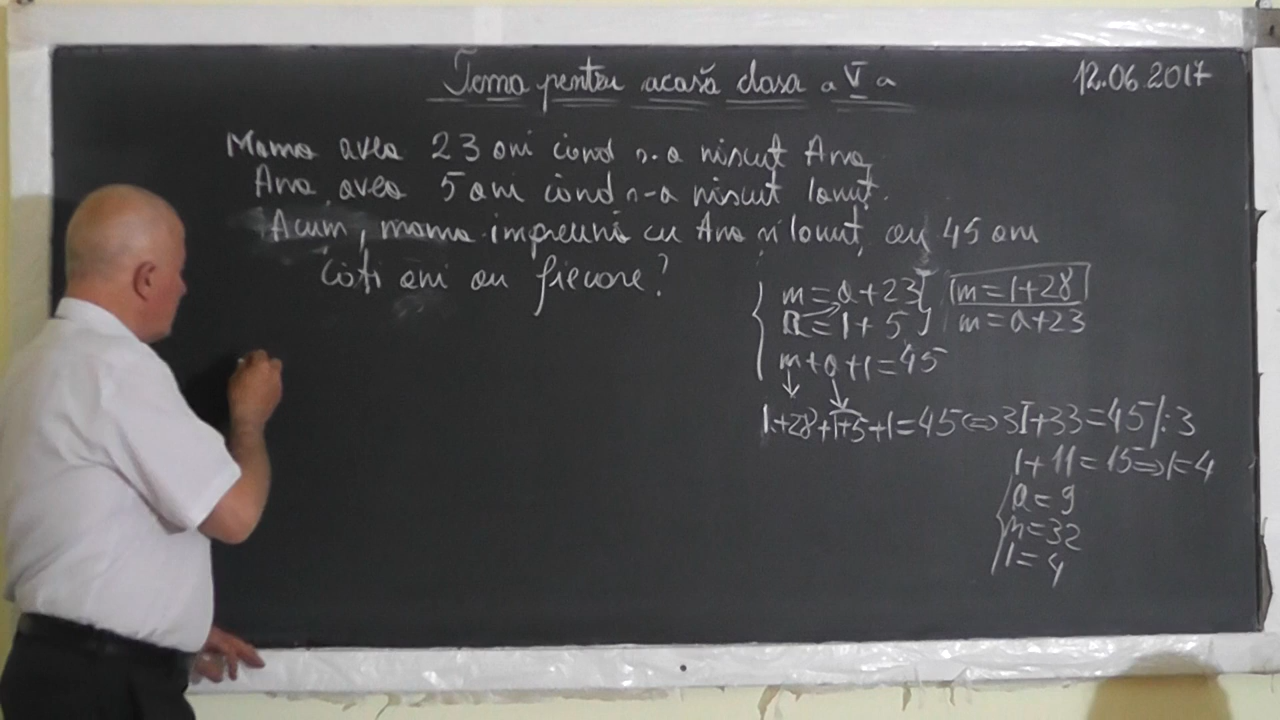 Tema pentru acasă clasa a V a
12.06.2017
Mama avea 23 ani cînd s-a născut Ana,
Ana avea 5 ani cînd s-a născut Ionuț.
Acum, mama împreună cu Ana și Ionuț, au 45 ani
Câți ani au fiecare?
m=a+23 m=I+28
a=I+5 m=a+23
m+a+I=45
I+28+I+5+I=45⇔3I+33=45/:3
I+11=15⇒I=4
a=9
m=32
I=4